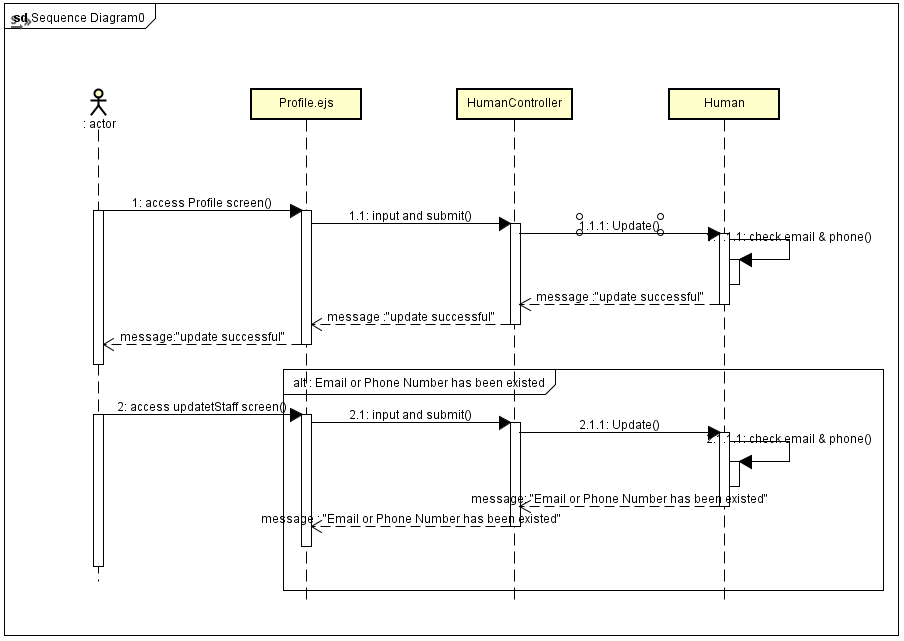 sd Sequence Diagram0
: actor
Profile.ejs
HumanController
Human
1: access Profile screen()
1.1: input and submit()
1.1.1: Update()
1.1: check email & phone()
message :"update successful"
message :"update successful"
message:"update successful"
alt : Email or Phone Number has been existed
2: access updatetStaff screen()
2.1: input and submit()
2.1.1: Update()
1.1: check email & phone()
message: "Email or Phone Number has been existed"
message : "Email or Phone Number has been existed"